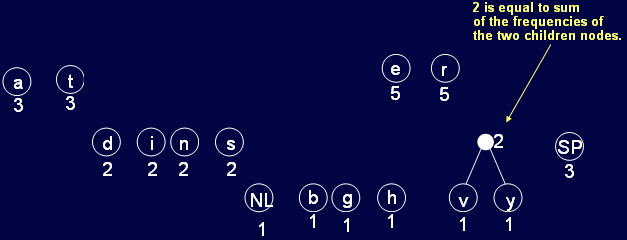 2 is equal to sum
of the frequencies of
the two children nodes.
e r
5 5
a t
3 3
d i n s 2 SP
2 2 2 2 3
NL b g h v y
1 1 1 1 1 1